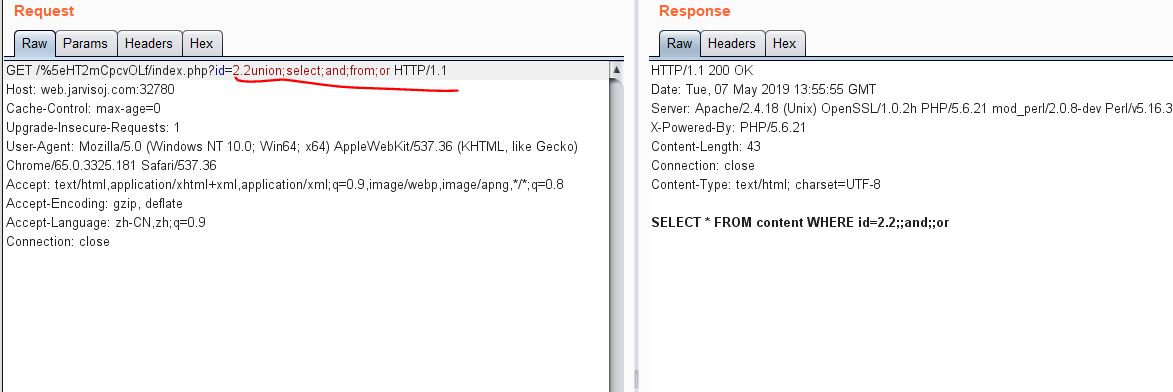 Request
Raw Params Headers Hex
GET /%5eHT2mCpcvOLf/index.php?id=2.2union;select;and;from;or HTTP/1.1
Host: web.jarvisoj.com:32780
Cache-Control: max-age=0
Upgrade-Insecure-Requests: 1
User-Agent: Mozilla/5.0 (Windows NT 10.0; Win64; x64) AppleWebKit/537.36 (KHTML, like Gecko)
Chrome/65.0.3325.181 Safari/537.36
Accept: text/html,application/xhtml+xml,application/xml;q=0.9,image/webp,image/apng,*/*;q=0.8
Accept-Encoding: gzip, deflate
Accept-Language: zh-CN,zh;q=0.9
Connection: close
Response
Raw Headers Hex
HTTP/1.1 200 OK
Date: Tue, 07 May 2019 13:55:55 GMT
Server: Apache/2.4.18 (Unix) OpenSSL/1.0.2h PHP/5.6.21 mod_perl/2.0.8-dev Perl/v5.16.3
X-Powered-By: PHP/5.6.21
Content-Length: 43
Connection: close
Content-Type: text/html; charset=UTF-8
SELECT * FROM content WHERE id=2.2;;and;;or